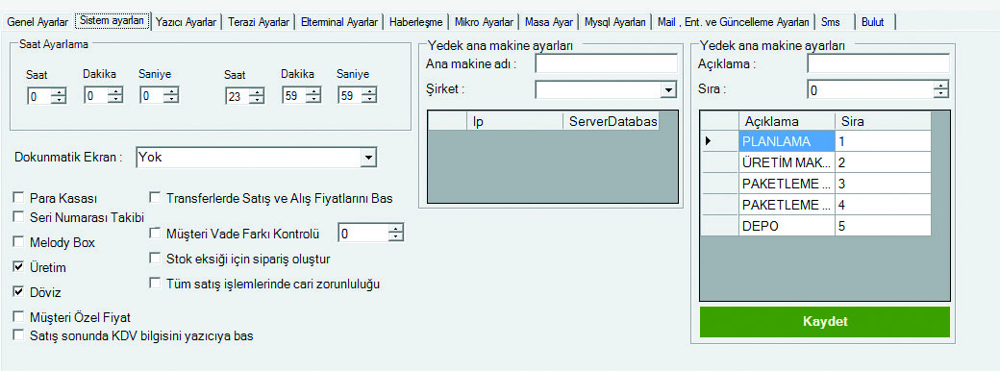 Genel Ayarlar Sistem ayarları Yazıcı Ayarlar Terazi Ayarlar Elterminal Ayarlar Haberleşme Mikro Ayarlar Masa Ayar Mysql Ayarları Mail , Ent. ve Güncelleme Ayarları Sms Bulut
Saat Ayarlama
Saat Dakika Saniye Saat Dakika Saniye
0 0 0 23 59 59
Dokunmatik Ekran : Yok
Para Kasası Transferlerde Satış ve Alış Fiyatlarını Bas
Seri Numarası Takibi
Müşteri Vade Farkı Kontrolü 0
Melody Box
Stok eksiği için sipariş oluştur
Üretim
Tüm satış işlemlerinde cari zorunluluğu
Döviz
Müşteri Özel Fiyat
Satış sonunda KDV bilgisini yazıcıya bas
Yedek ana makine ayarları
Ana makine adı :
Şirket :
Ip ServerDatabas
Yedek ana makine ayarları
Açıklama :
Sıra : 0
Açıklama Sira
PLANLAMA 1
ÜRETİM MAK... 2
PAKETLEME ... 3
PAKETLEME ... 4
DEPO 5
Kaydet